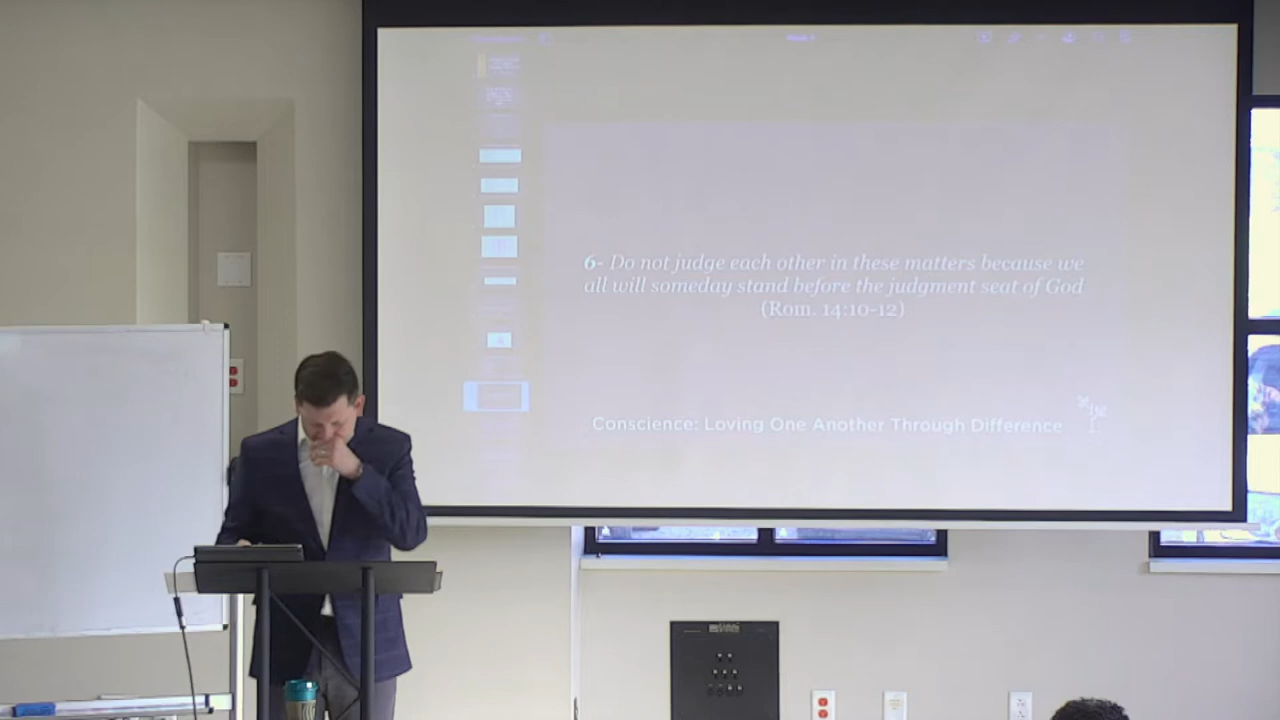 6- Do not judge each other in these matters because we
all will someday stand before the judgment seat of God
(Rom. 14:10-12)
Conscience: Loving One Another Through Difference